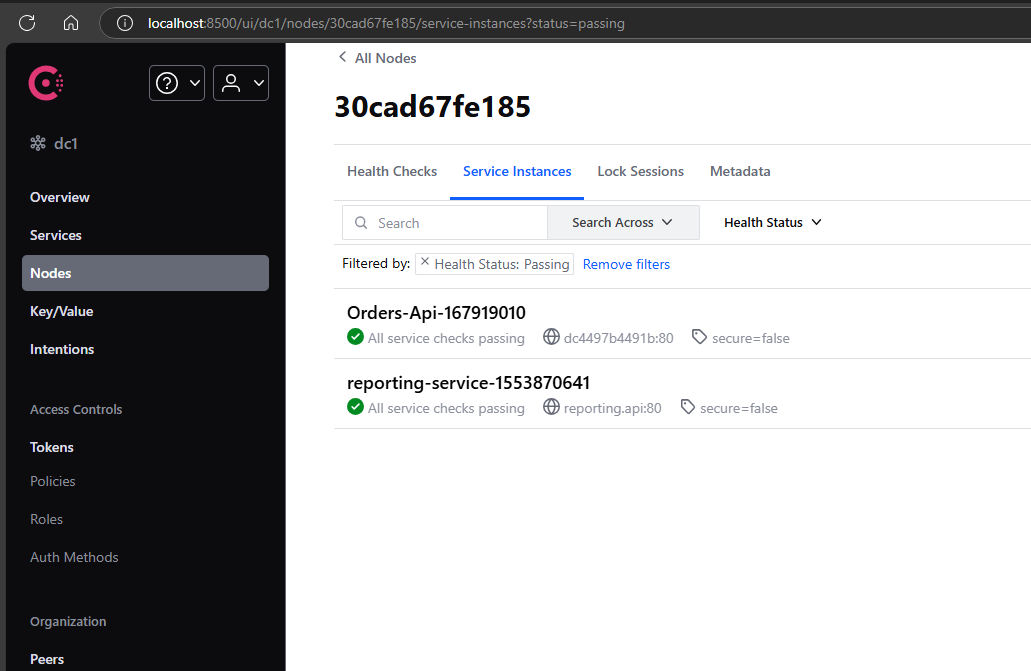 localhost:8500/ui/dc1/nodes/30cad67fe185/service-instances?status=passing
All Nodes
dc1
30cad67fe185
Health Checks Service Instances Lock Sessions Metadata
Overview
Services
Nodes
Key/Value
Intentions
Access Controls
Tokens
Policies
Roles
Auth Methods
Organization
Peers
Search Search Across Health Status
Filtered by: Health Status: Passing Remove filters
Orders-Api-167919010
All service checks passing dc4497b4491b:80 secure=false
reporting-service-1553870641
All service checks passing reporting.api:80 secure=false